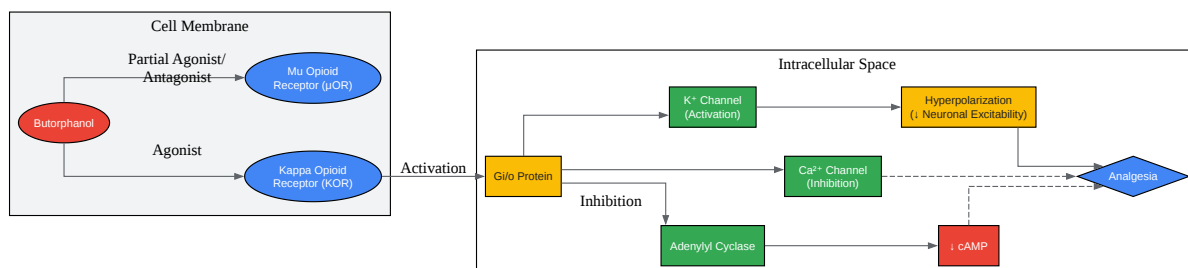 Cell Membrane
Partial Agonist/
Antagonist
Mu Opioid
Receptor (μOR)
Butorphanol
Agonist
Kappa Opioid
Receptor (KOR)
Activation
Intracellular Space
K⁺ Channel
(Activation)
Hyperpolarization
(↓ Neuronal Excitability)
Gi/o Protein
Ca²⁺ Channel
(Inhibition)
Analgesia
Inhibition
Adenylyl Cyclase
↓ cAMP